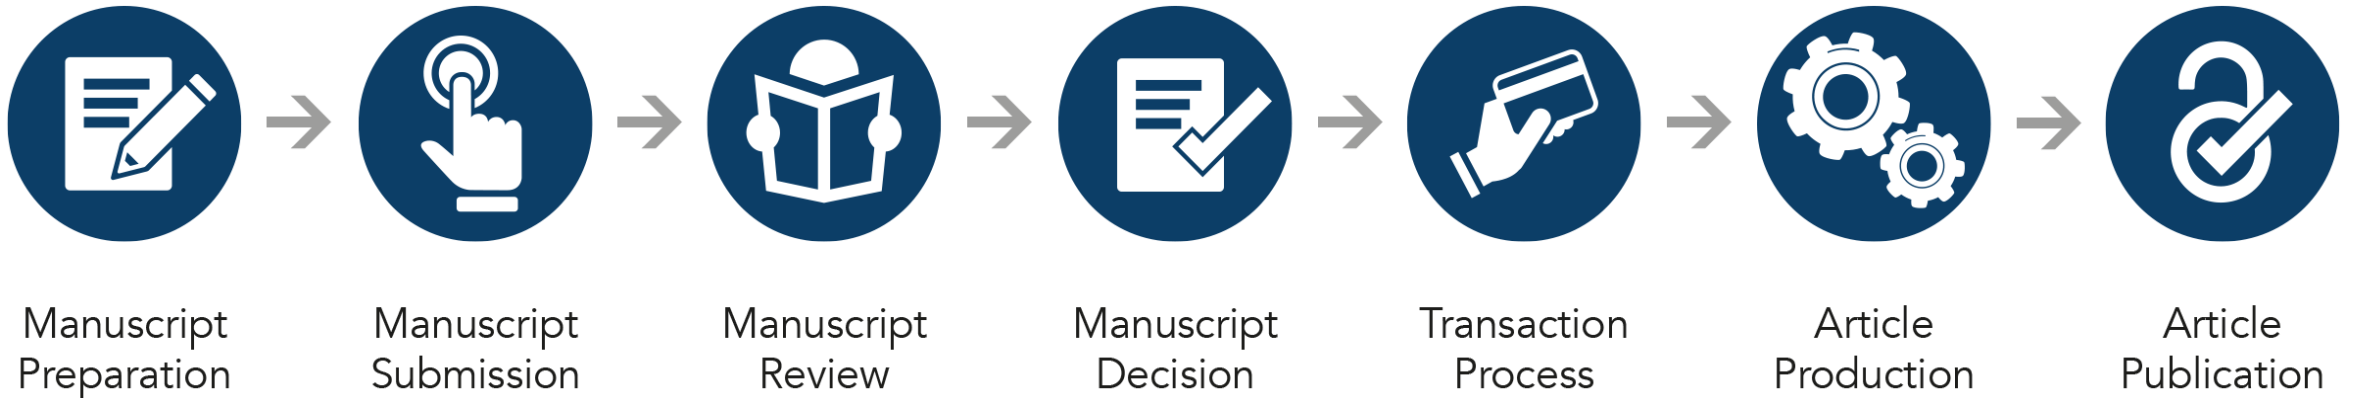 Manuscript
Preparation
Manuscript
Submission
Manuscript
Review
Manuscript
Decision
Transaction
Process
Article
Production
Article
Publication